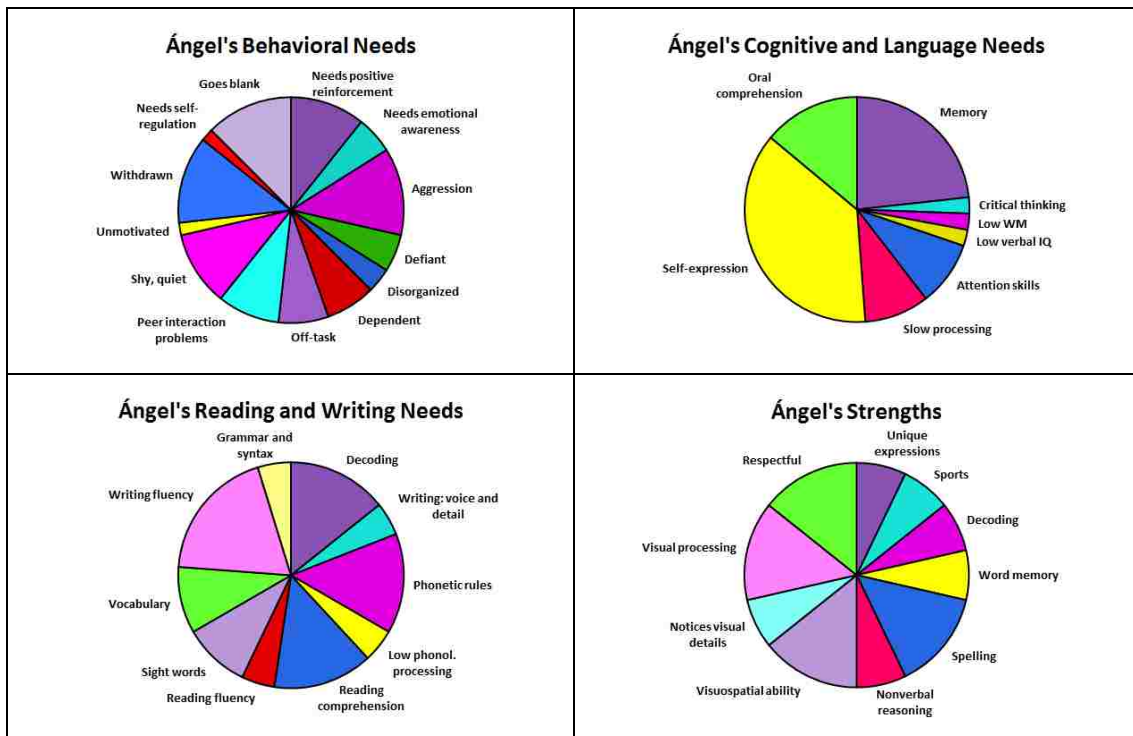 Ángel's Behavioral Needs
Goes blank
Needs positive
reinforcement
Needs self-
regulation
Needs emotional
awareness
Withdrawn
Aggression
Unmotivated
Defiant
Shy, quiet
Disorganized
Peer interaction
problems
Dependent
Off-task
Ángel's Cognitive and Language Needs
Oral
comprehension
Memory
Critical thinking
Low WM
Low verbal IQ
Self-expression
Attention skills
Slow processing
Ángel's Reading and Writing Needs
Grammar and
syntax
Decoding
Writing fluency
Writing: voice and
detail
Phonetic rules
Vocabulary
Low phonol.
processing
Sight words
Reading fluency
Reading
comprehension
Ángel's Strengths
Unique
expressions
Respectful
Sports
Decoding
Visual processing
Word memory
Notices visual
details
Spelling
Visuospatial ability
Nonverbal
reasoning